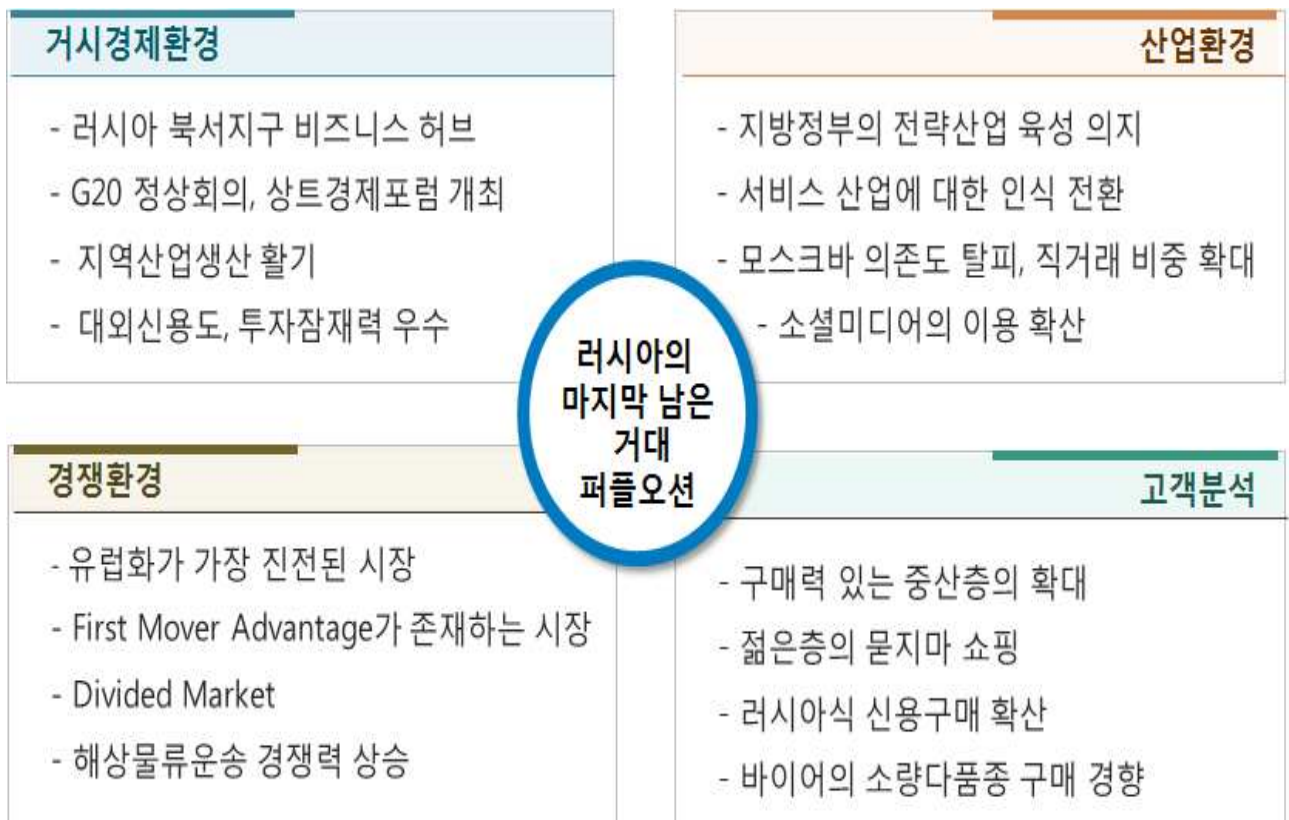 거시경제환경
- 러시아 북서지구 비즈니스 허브
- G20 정상회의, 상트경제포럼 개최
- 지역산업생산 활기
- 대외신용도, 투자잠재력 우수
산업환경
- 지방정부의 전략산업 육성 의지
- 서비스 산업에 대한 인식 전환
- 모스크바 의존도 탈피, 직거래 비중 확대
- 소셜미디어의 이용 확산
러시아의
마지막 남은
거대
퍼플오션
경쟁환경
- 유럽화가 가장 진전된 시장
- First Mover Advantage가 존재하는 시장
- Divided Market
- 해상물류운송 경쟁력 상승
고객분석
- 구매력 있는 중산층의 확대
- 젊은층의 묻지마 쇼핑
- 러시아식 신용구매 확산
- 바이어의 소량다품종 구매 경향